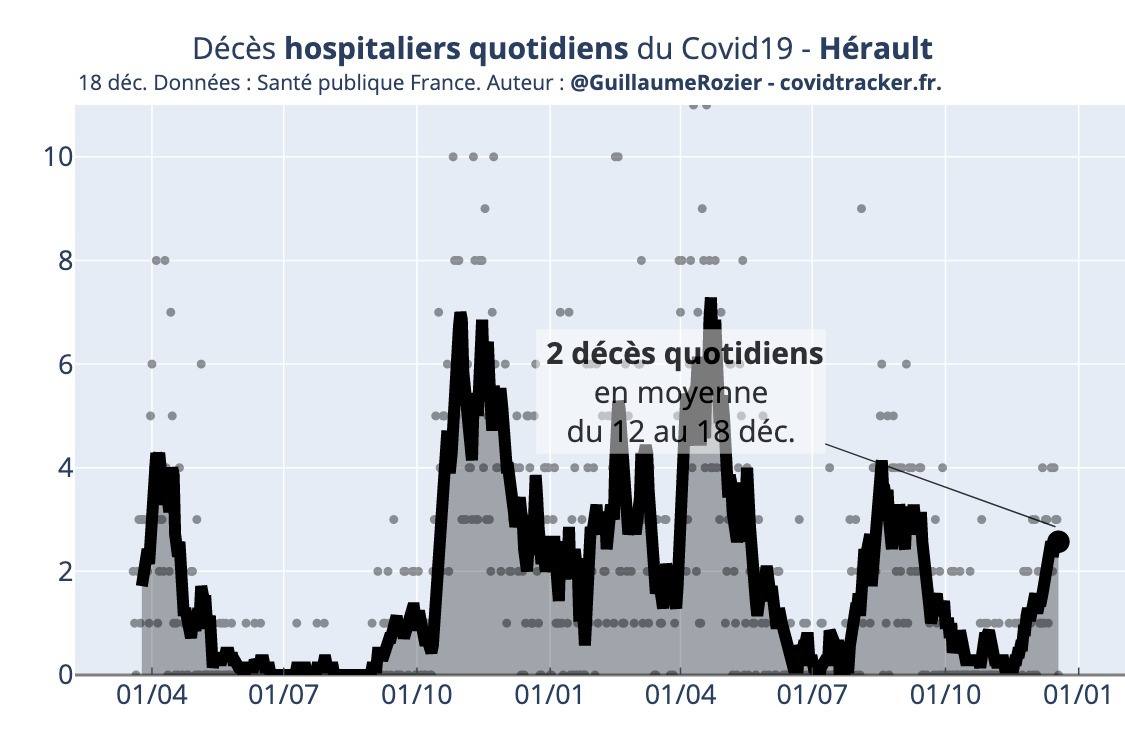 Décès hospitaliers quotidiens du Covid19 - Hérault
18 déc. Données : Santé publique France. Auteur : @GuillaumeRozier - covidtracker.fr.
10
8
6
4
2
0
2 décès quotidiens
en moyenne
du 12 au 18 déc.
01/04 01/07 01/10 01/01 01/04 01/07 01/10 01/01